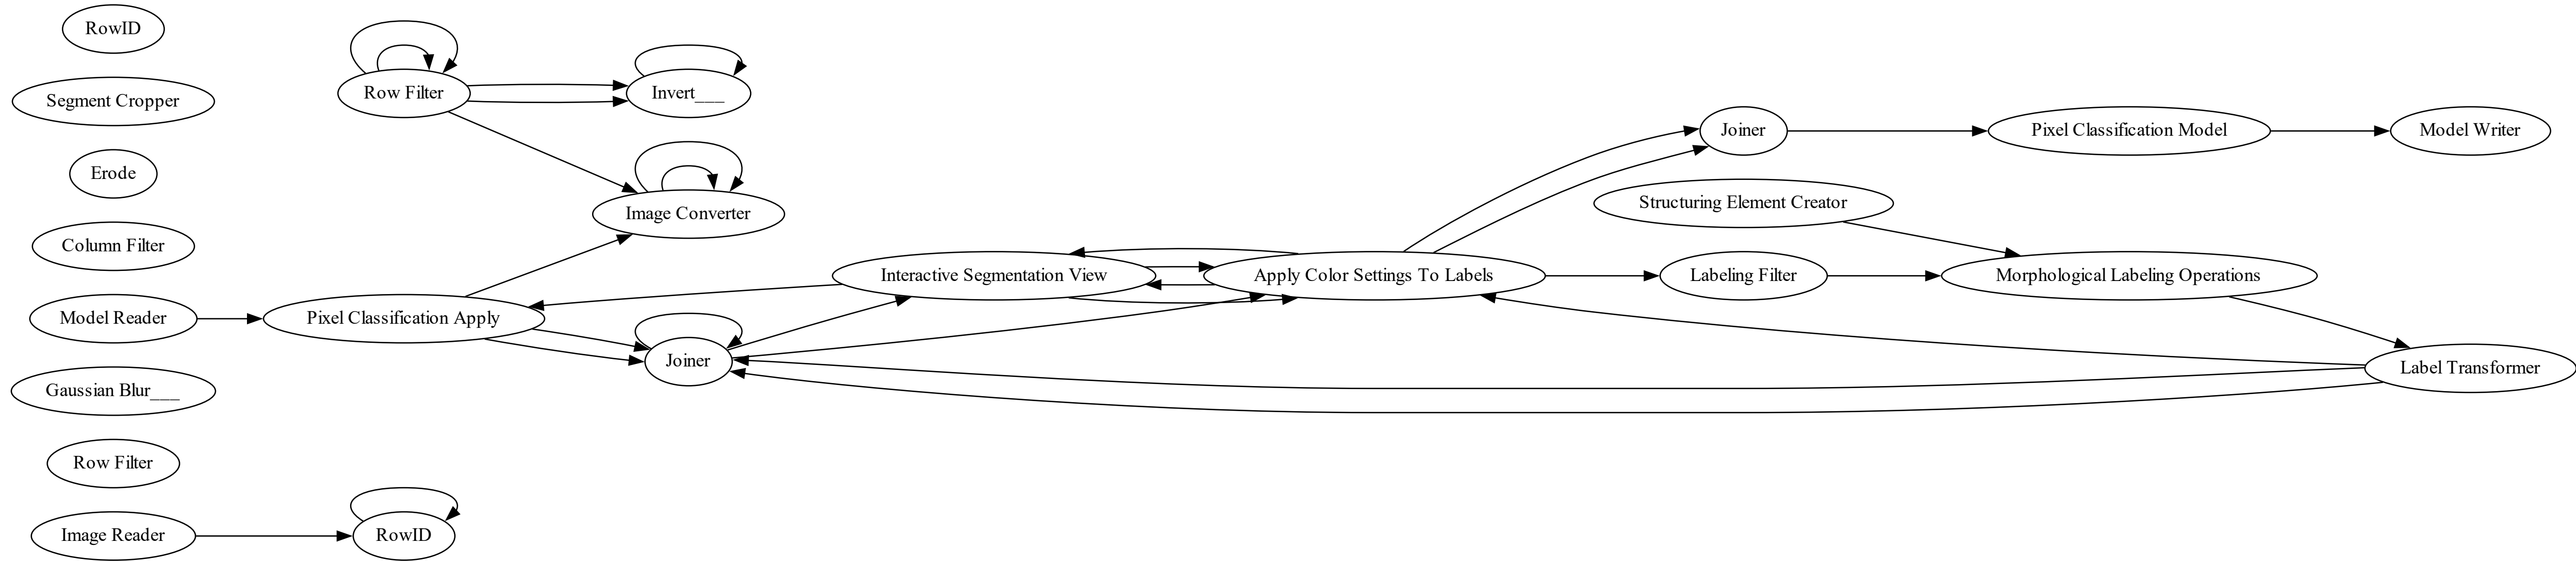 RowID
Segment Cropper
Erode
Column Filter
Model Reader
Gaussian Blur___
Row Filter
Image Reader
Row Filter
Pixel Classification Apply
RowID
Invert___
Image Converter
Joiner
Interactive Segmentation View
Apply Color Settings To Labels
Joiner
Structuring Element Creator
Labeling Filter
Pixel Classification Model
Morphological Labeling Operations
Model Writer
Label Transformer